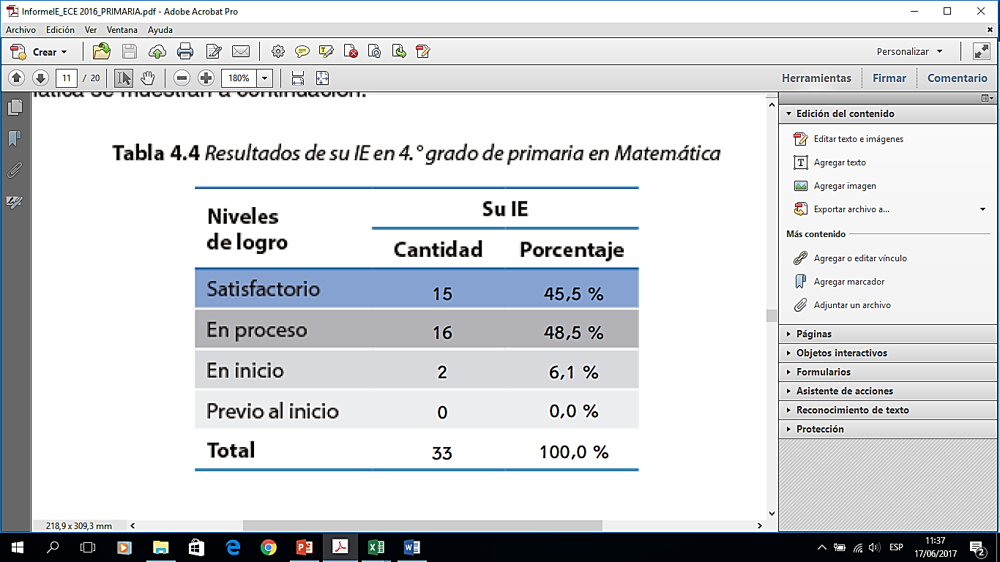 InformeIE_ECE 2016_PRIMARIA.pdf - Adobe Acrobat Pro
Archivo Edición Ver Ventana Ayuda
Crear
Personalizar
11 / 20
180%
Herramientas Firmar Comentario
se muestran a continuación.
Tabla 4.4 Resultados de su IE en 4.° grado de primaria en Matemática
Niveles
de logro
Su IE
Cantidad Porcentaje
Satisfactorio 15 45,5 %
En proceso 16 48,5 %
En inicio 2 6,1 %
Previo al inicio 0 0,0 %
Total 33 100,0 %
218,9 x 309,3 mm
Edición del contenido
Editar texto e imágenes
Agregar texto
Agregar imagen
Exportar archivo a...
Más contenido
Agregar o editar vínculo
Agregar marcador
Adjuntar un archivo
Páginas
Objetos interactivos
Formularios
Asistente de acciones
Reconocimiento de texto
Protección
ESP
11:37
17/06/2017
2